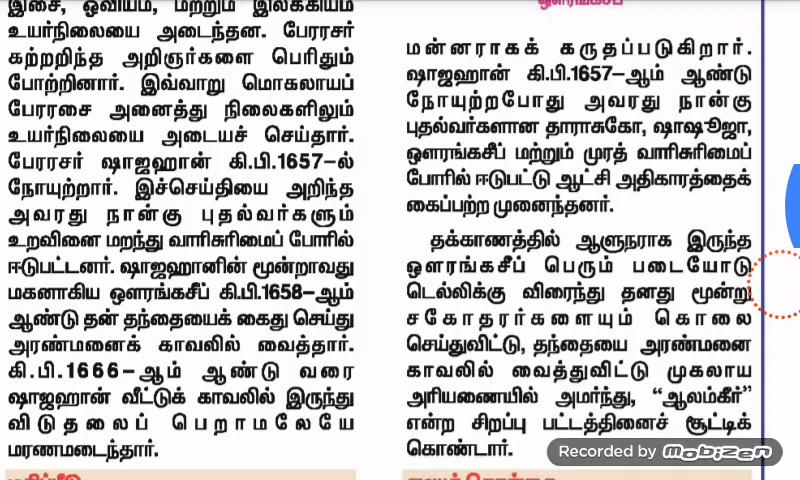 இசை, ஓவியம், மற்றும் இலக்கியம்
உயர்நிலையை அடைந்தன. பேரரசர்
கற்றறிந்த அறிஞர்களை பெரிதும்
போற்றினார். இவ்வாறு மொகலாயப்
பேரரசை அனைத்து நிலைகளிலும்
உயர்நிலையை அடையச் செய்தார்.
பேரரசர் ஷாஜஹான் கி.பி.1657–ல்
நோயுற்றார். இச்செய்தியை அறிந்த
அவரது நான்கு புதல்வர்களும்
உறவினை மறந்து வாரிசுரிமைப் போரில்
ஈடுபட்டனர். ஷாஜஹானின் மூன்றாவது
மகனாகிய ஔரங்கசீப் கி.பி.1658–ஆம்
ஆண்டு தன் தந்தையைக் கைது செய்து
அரண்மனைக் காவலில் வைத்தார்.
கி.பி.1666–ஆம் ஆண்டு வரை
ஷாஜஹான் வீட்டுக் காவலில் இருந்து
விடுதலைப் பெறாமலேயே
மரணமடைந்தார்.
ஔரங்கசீப்
மன்னராகக் கருதப்படுகிறார்.
ஷாஜஹான் கி.பி.1657–ஆம் ஆண்டு
நோயுற்றபோது அவரது நான்கு
புதல்வர்களான தாராசுகோ, ஷாஷூஜா,
ஔரங்கசீப் மற்றும் முரத் வாரிசுரிமைப்
போரில் ஈடுபட்டு ஆட்சி அதிகாரத்தைக்
கைப்பற்ற முனைந்தனர்.
தக்காணத்தில் ஆளுநராக இருந்த
ஔரங்கசீப் பெரும் படையோடு
டெல்லிக்கு விரைந்து தனது மூன்று
சகோதரர்களையும் கொலை
செய்துவிட்டு, தந்தையை அரண்மனை
காவலில் வைத்துவிட்டு முகலாய
அரியணையில் அமர்ந்து, “ஆலம்கீர்”
என்ற சிறப்பு பட்டத்தினைச் சூட்டிக்
கொண்டார்.
Recorded by Mobizen